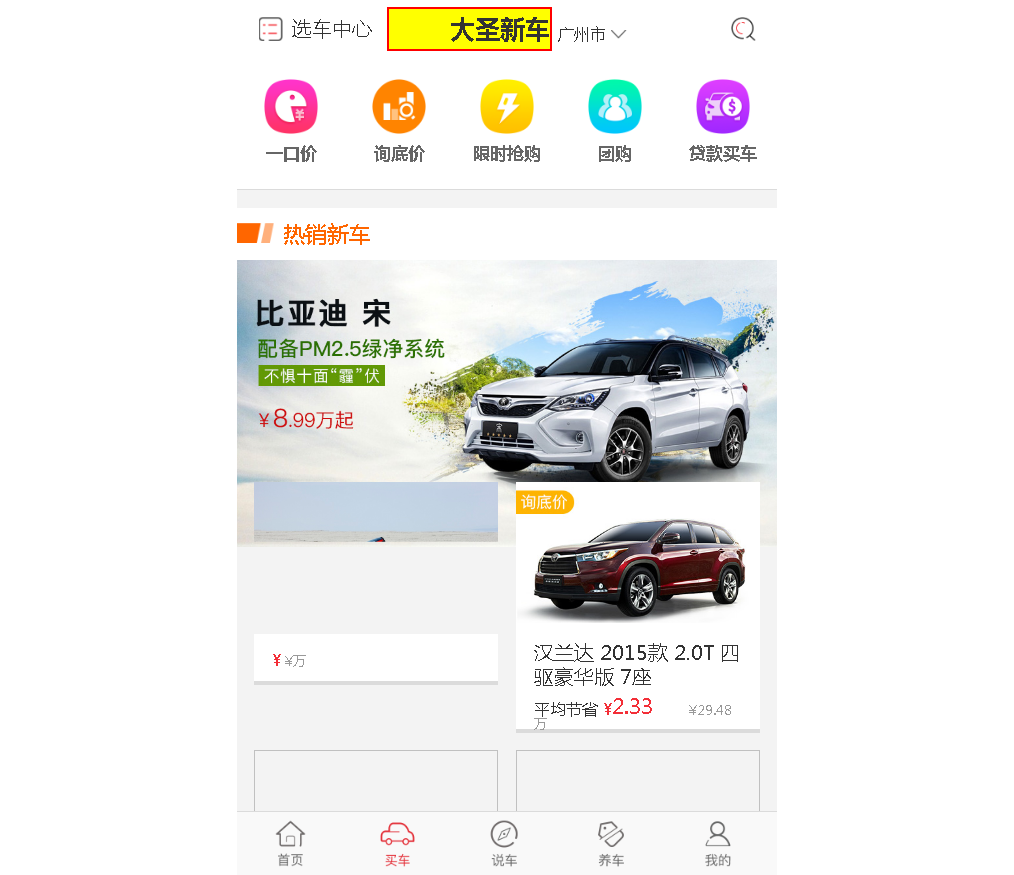 选车中心 大圣新车 广州市
一口价 询底价 限时抢购 团购 贷款买车
热销新车
比亚迪 宋
配备PM2.5绿净系统
不惧十面“霾”伏
¥8.99万起
询底价
¥ ¥万
汉兰达 2015款 2.0T 四
驱豪华版 7座
平均节省 ¥2.33 ¥29.48
万
首页 买车 说车 养车 我的